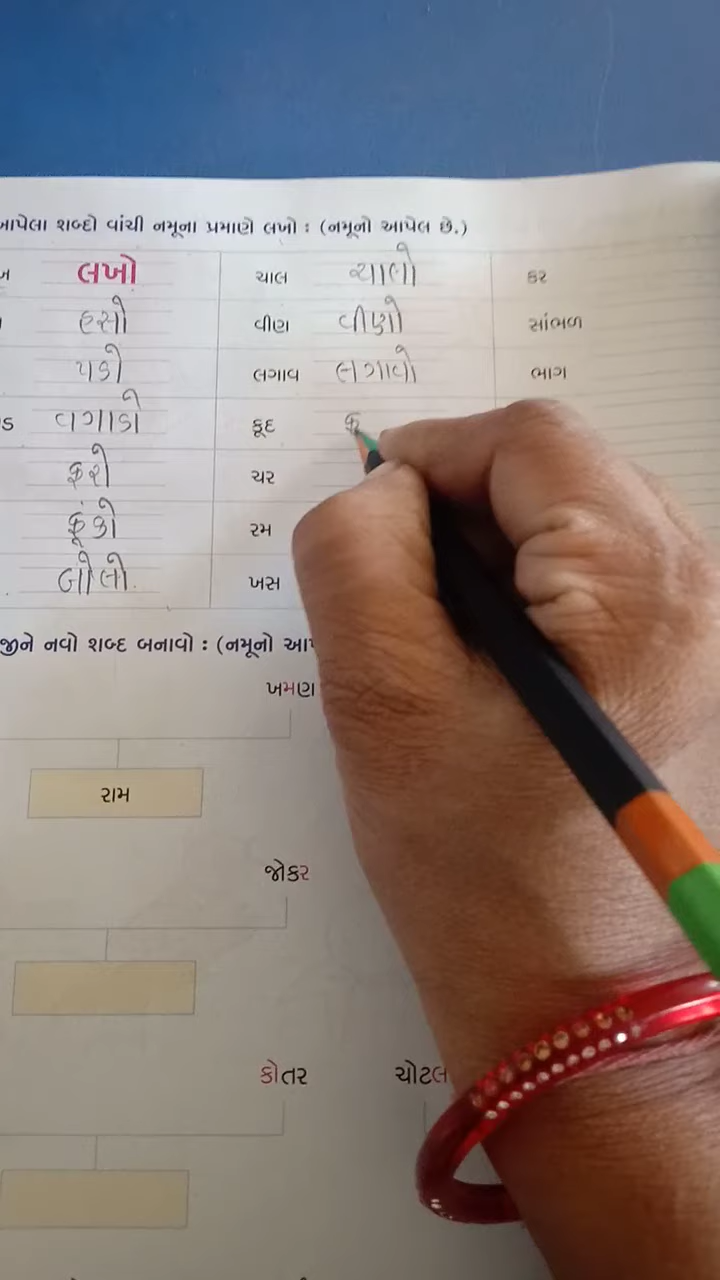 આપેલા શબ્દો વાંચી નમૂના પ્રમાણે લખો : (નમૂનો આપેલ છે.)
લખો ચાલ ચાલો કર
હસો વીણ વીણો સાંભળ
પકો લગાવ લગાવો ભાગ
ડ વગાડો કૂદ
ફરો ચર
ફૂંકો રમ
બોલો. ખસ
જીને નવો શબ્દ બનાવો : (નમૂનો
ખમણ
રામ
જોકર
કોતર ચોટલ